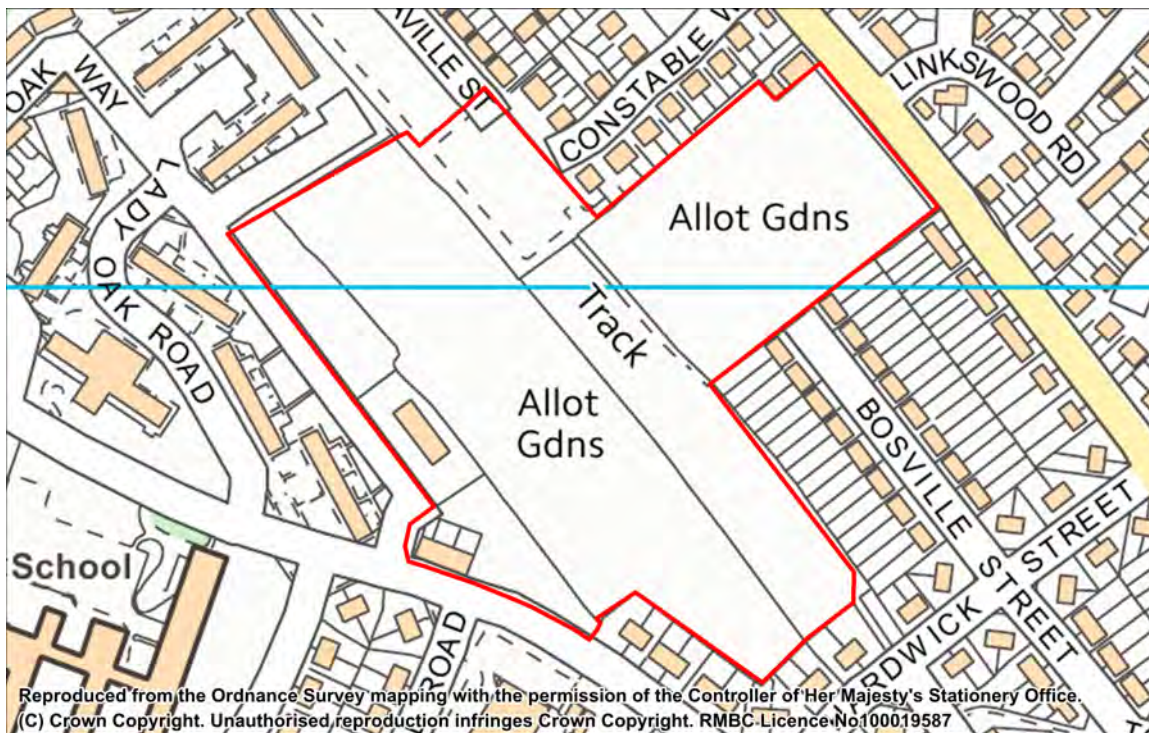 OAK WAY
AVILLE ST
CONSTABLE W
LINKSWOOD RD
LADY
OAK ROAD
Allot Gdns
Track
Allot
Gdns
BOSVILLE
STREET
STREET
RDWICK
School
ROAD
Reproduced from the Ordnance Survey mapping with the permission of the Controller of Her Majesty's Stationery Office.
(C) Crown Copyright. Unauthorised reproduction infringes Crown Copyright. RMBC Licence No100019587